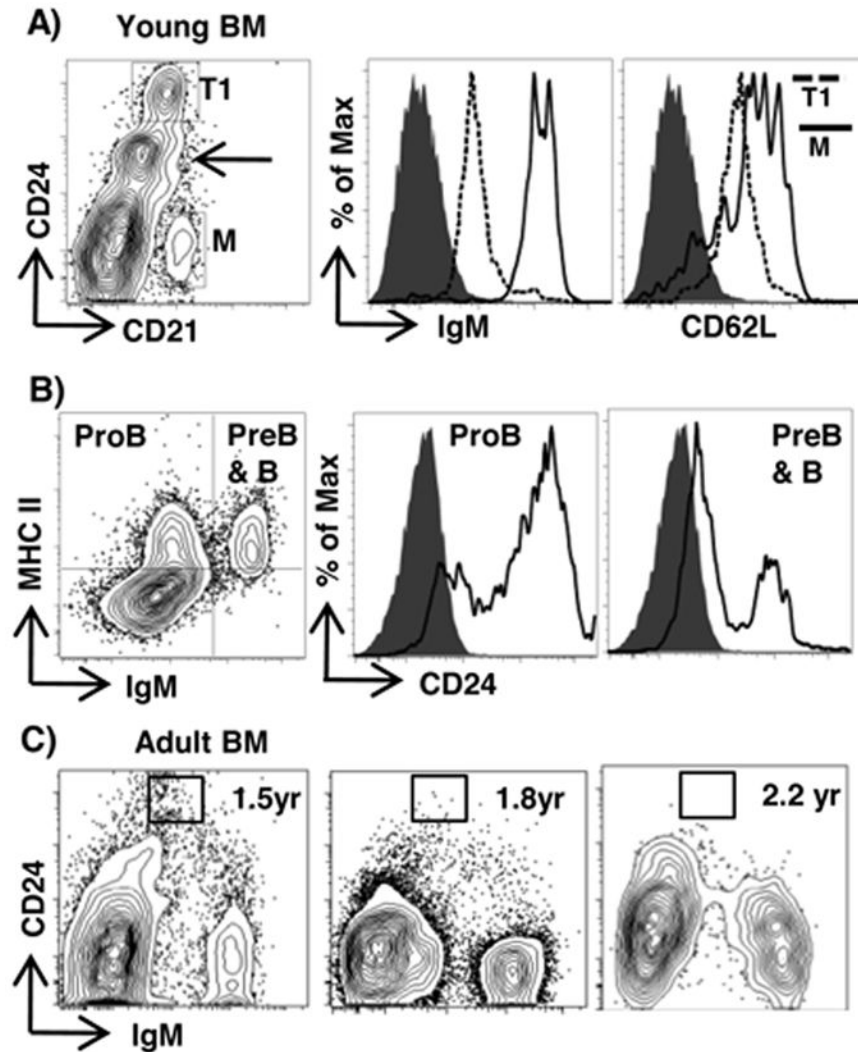 A) Young BM
T1
M
CD24
CD21
% of Max
IgM
T1
M
CD62L
B)
ProB
PreB
& B
MHC II
IgM
% of Max
ProB
CD24
PreB
& B
C) Adult BM
1.5yr
1.8yr
2.2 yr
CD24
IgM